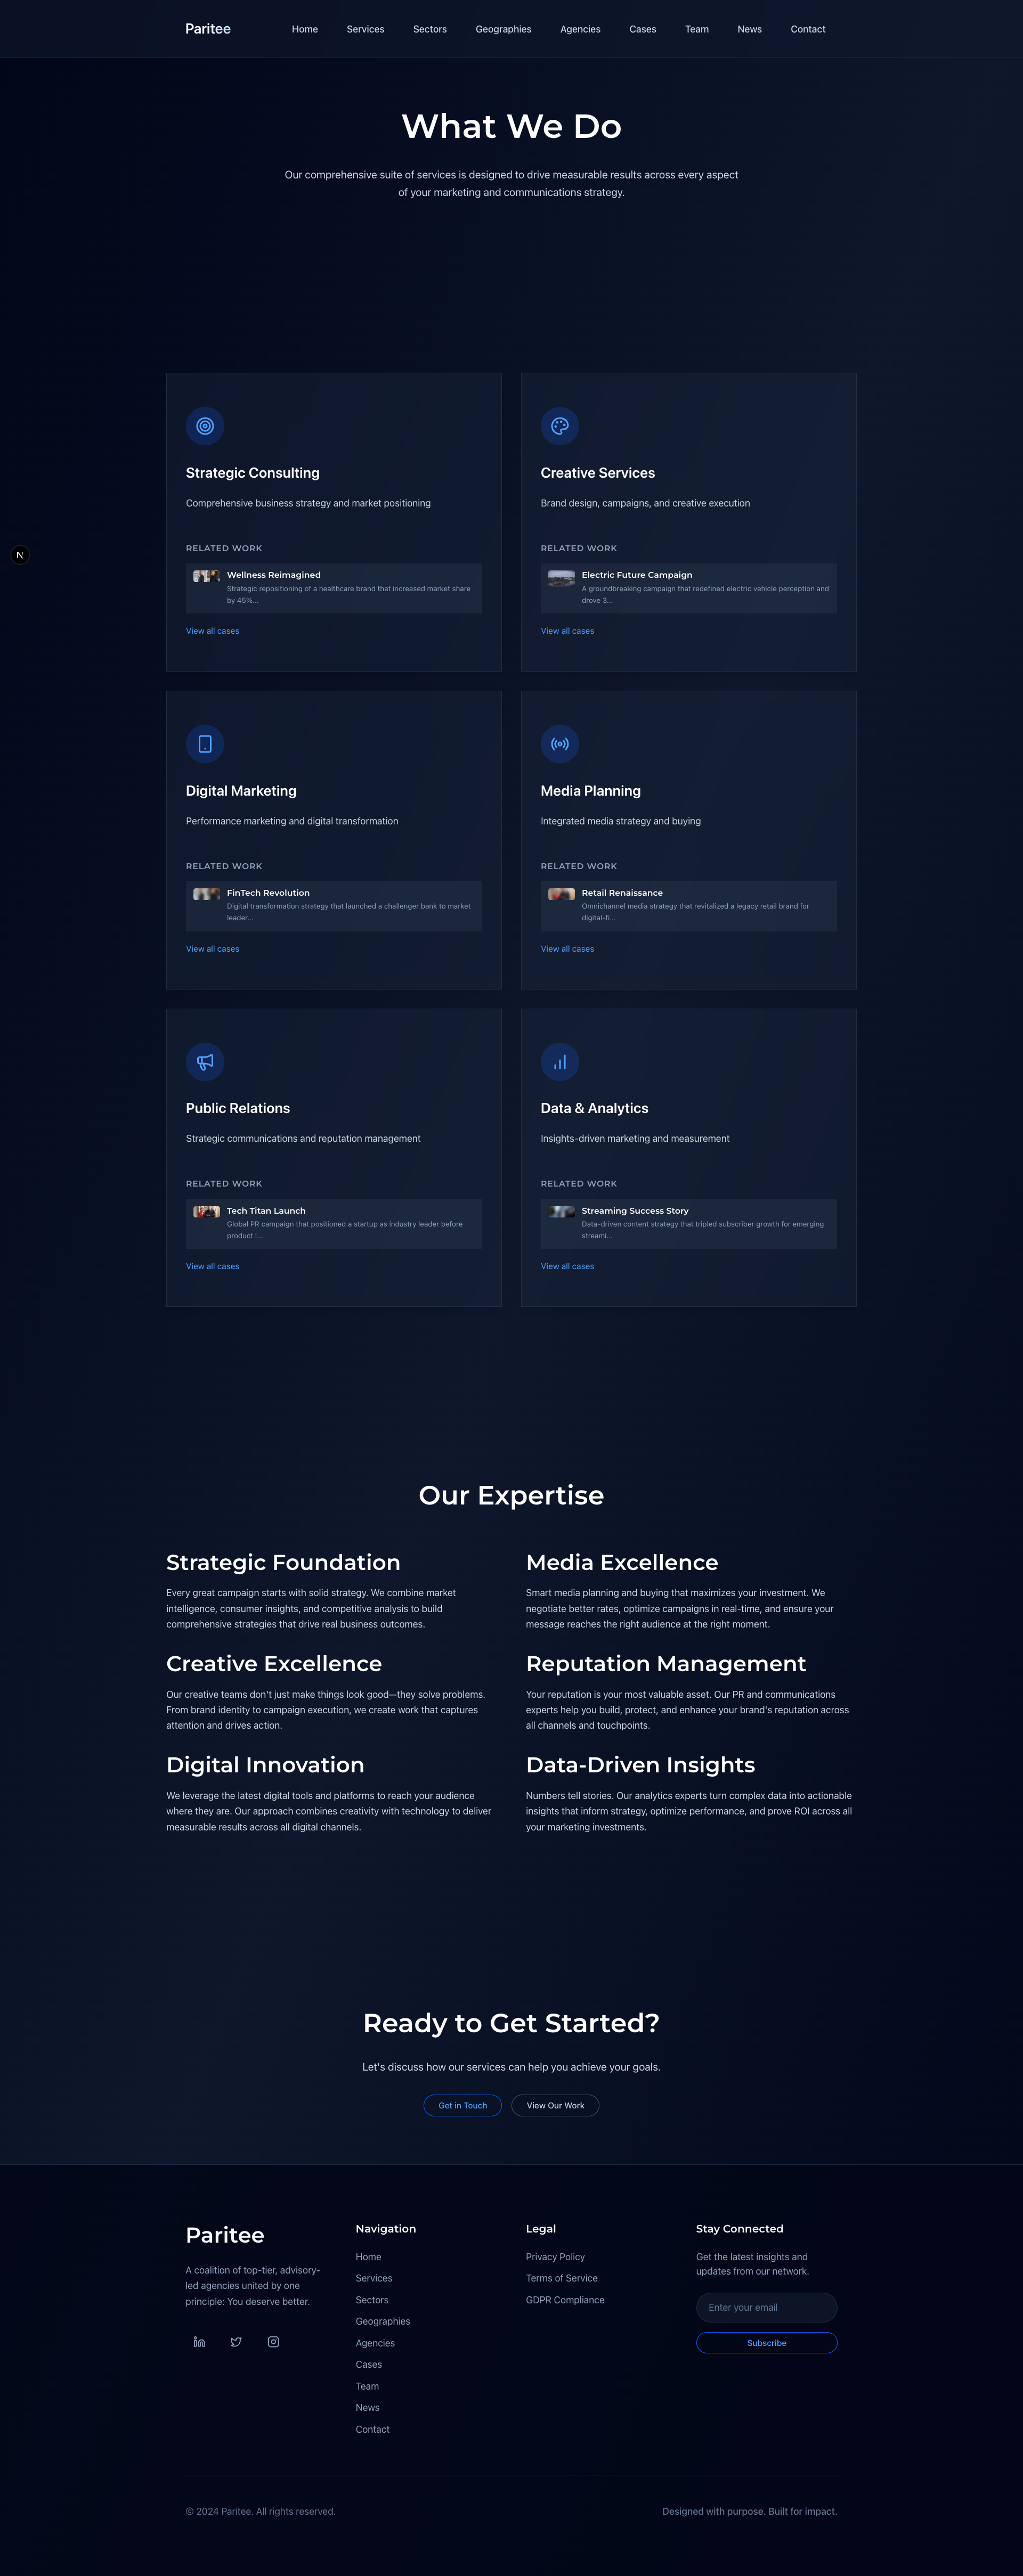 Paritee
Home
Services
Sectors
Geographies
Agencies
Cases
Team
News
Contact
What We Do
Our comprehensive suite of services is designed to drive measurable results across every aspect
of your marketing and communications strategy.
Strategic Consulting
Comprehensive business strategy and market positioning
RELATED WORK
Wellness Reimagined
Strategic repositioning of a healthcare brand that increased market share
by 45%...
View all cases
Creative Services
Brand design, campaigns, and creative execution
RELATED WORK
Electric Future Campaign
A groundbreaking campaign that redefined electric vehicle perception and
drove 3...
View all cases
N
Digital Marketing
Performance marketing and digital transformation
RELATED WORK
FinTech Revolution
Digital transformation strategy that launched a challenger bank to market
leader...
View all cases
Media Planning
Integrated media strategy and buying
RELATED WORK
Retail Renaissance
Omnichannel media strategy that revitalized a legacy retail brand for
digital-fi...
View all cases
Public Relations
Strategic communications and reputation management
RELATED WORK
Tech Titan Launch
Global PR campaign that positioned a startup as industry leader before
product l...
View all cases
Data & Analytics
Insights-driven marketing and measurement
RELATED WORK
Streaming Success Story
Data-driven content strategy that tripled subscriber growth for emerging
streami...
View all cases
Our Expertise
Strategic Foundation
Every great campaign starts with solid strategy. We combine market
intelligence, consumer insights, and competitive analysis to build
comprehensive strategies that drive real business outcomes.
Creative Excellence
Our creative teams don't just make things look good—they solve problems.
From brand identity to campaign execution, we create work that captures
attention and drives action.
Digital Innovation
We leverage the latest digital tools and platforms to reach your audience
where they are. Our approach combines creativity with technology to deliver
measurable results across all digital channels.
Media Excellence
Smart media planning and buying that maximizes your investment. We
negotiate better rates, optimize campaigns in real-time, and ensure your
message reaches the right audience at the right moment.
Reputation Management
Your reputation is your most valuable asset. Our PR and communications
experts help you build, protect, and enhance your brand's reputation across
all channels and touchpoints.
Data-Driven Insights
Numbers tell stories. Our analytics experts turn complex data into actionable
insights that inform strategy, optimize performance, and prove ROI across all
your marketing investments.
Ready to Get Started?
Let's discuss how our services can help you achieve your goals.
Get in Touch
View Our Work
Paritee
A coalition of top-tier, advisory-
led agencies united by one
principle: You deserve better.
Navigation
Home
Services
Sectors
Geographies
Agencies
Cases
Team
News
Contact
Legal
Privacy Policy
Terms of Service
GDPR Compliance
Stay Connected
Get the latest insights and
updates from our network.
Enter your email
Subscribe
© 2024 Paritee. All rights reserved.
Designed with purpose. Built for impact.